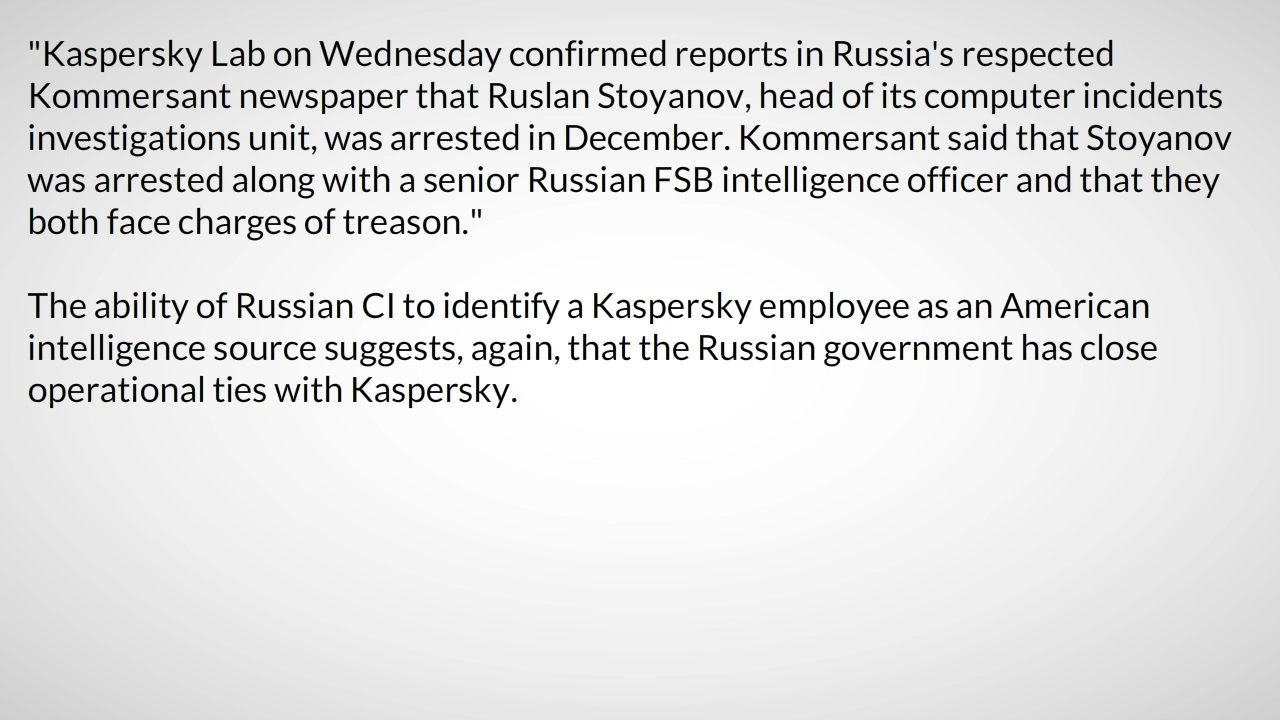 "Kaspersky Lab on Wednesday confirmed reports in Russia's respected
Kommersant newspaper that Ruslan Stoyanov, head of its computer incidents
investigations unit, was arrested in December. Kommersant said that Stoyanov
was arrested along with a senior Russian FSB intelligence officer and that they
both face charges of treason."
The ability of Russian CI to identify a Kaspersky employee as an American
intelligence source suggests, again, that the Russian government has close
operational ties with Kaspersky.